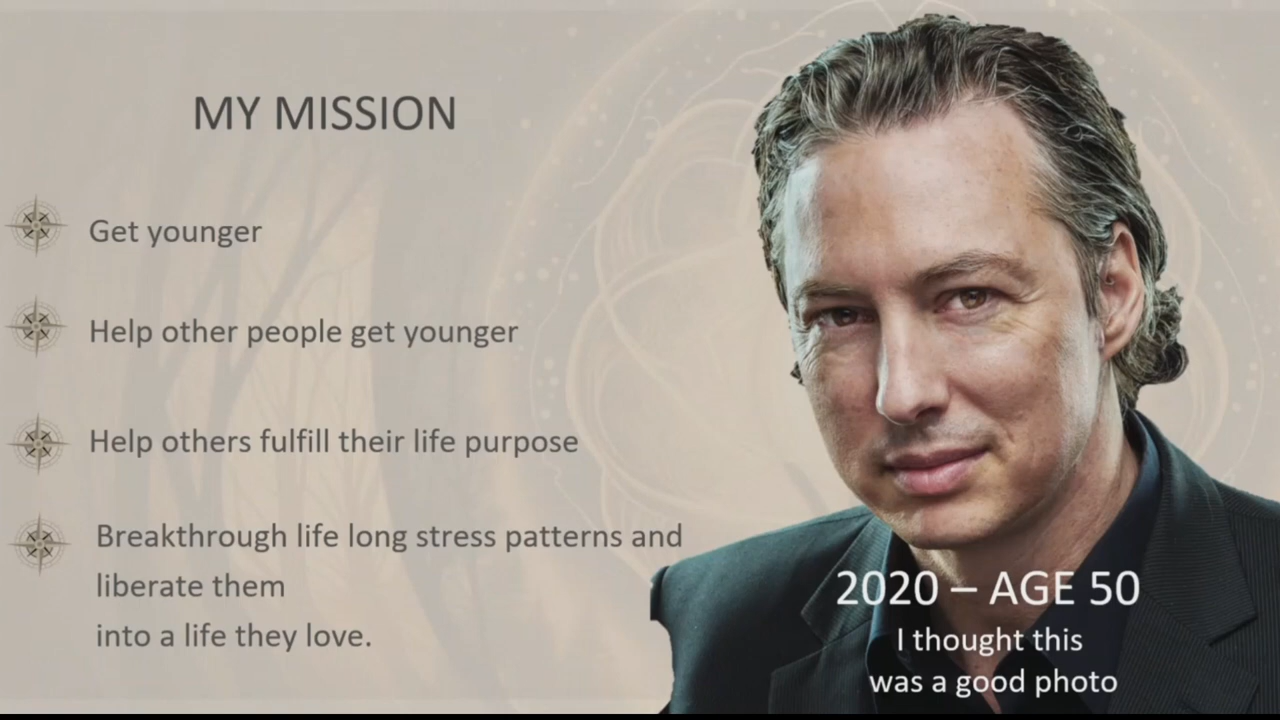 MY MISSION
Get younger
Help other people get younger
Help others fulfill their life purpose
Breakthrough life long stress patterns and
liberate them
into a life they love.
2020 – AGE 50
I thought this
was a good photo